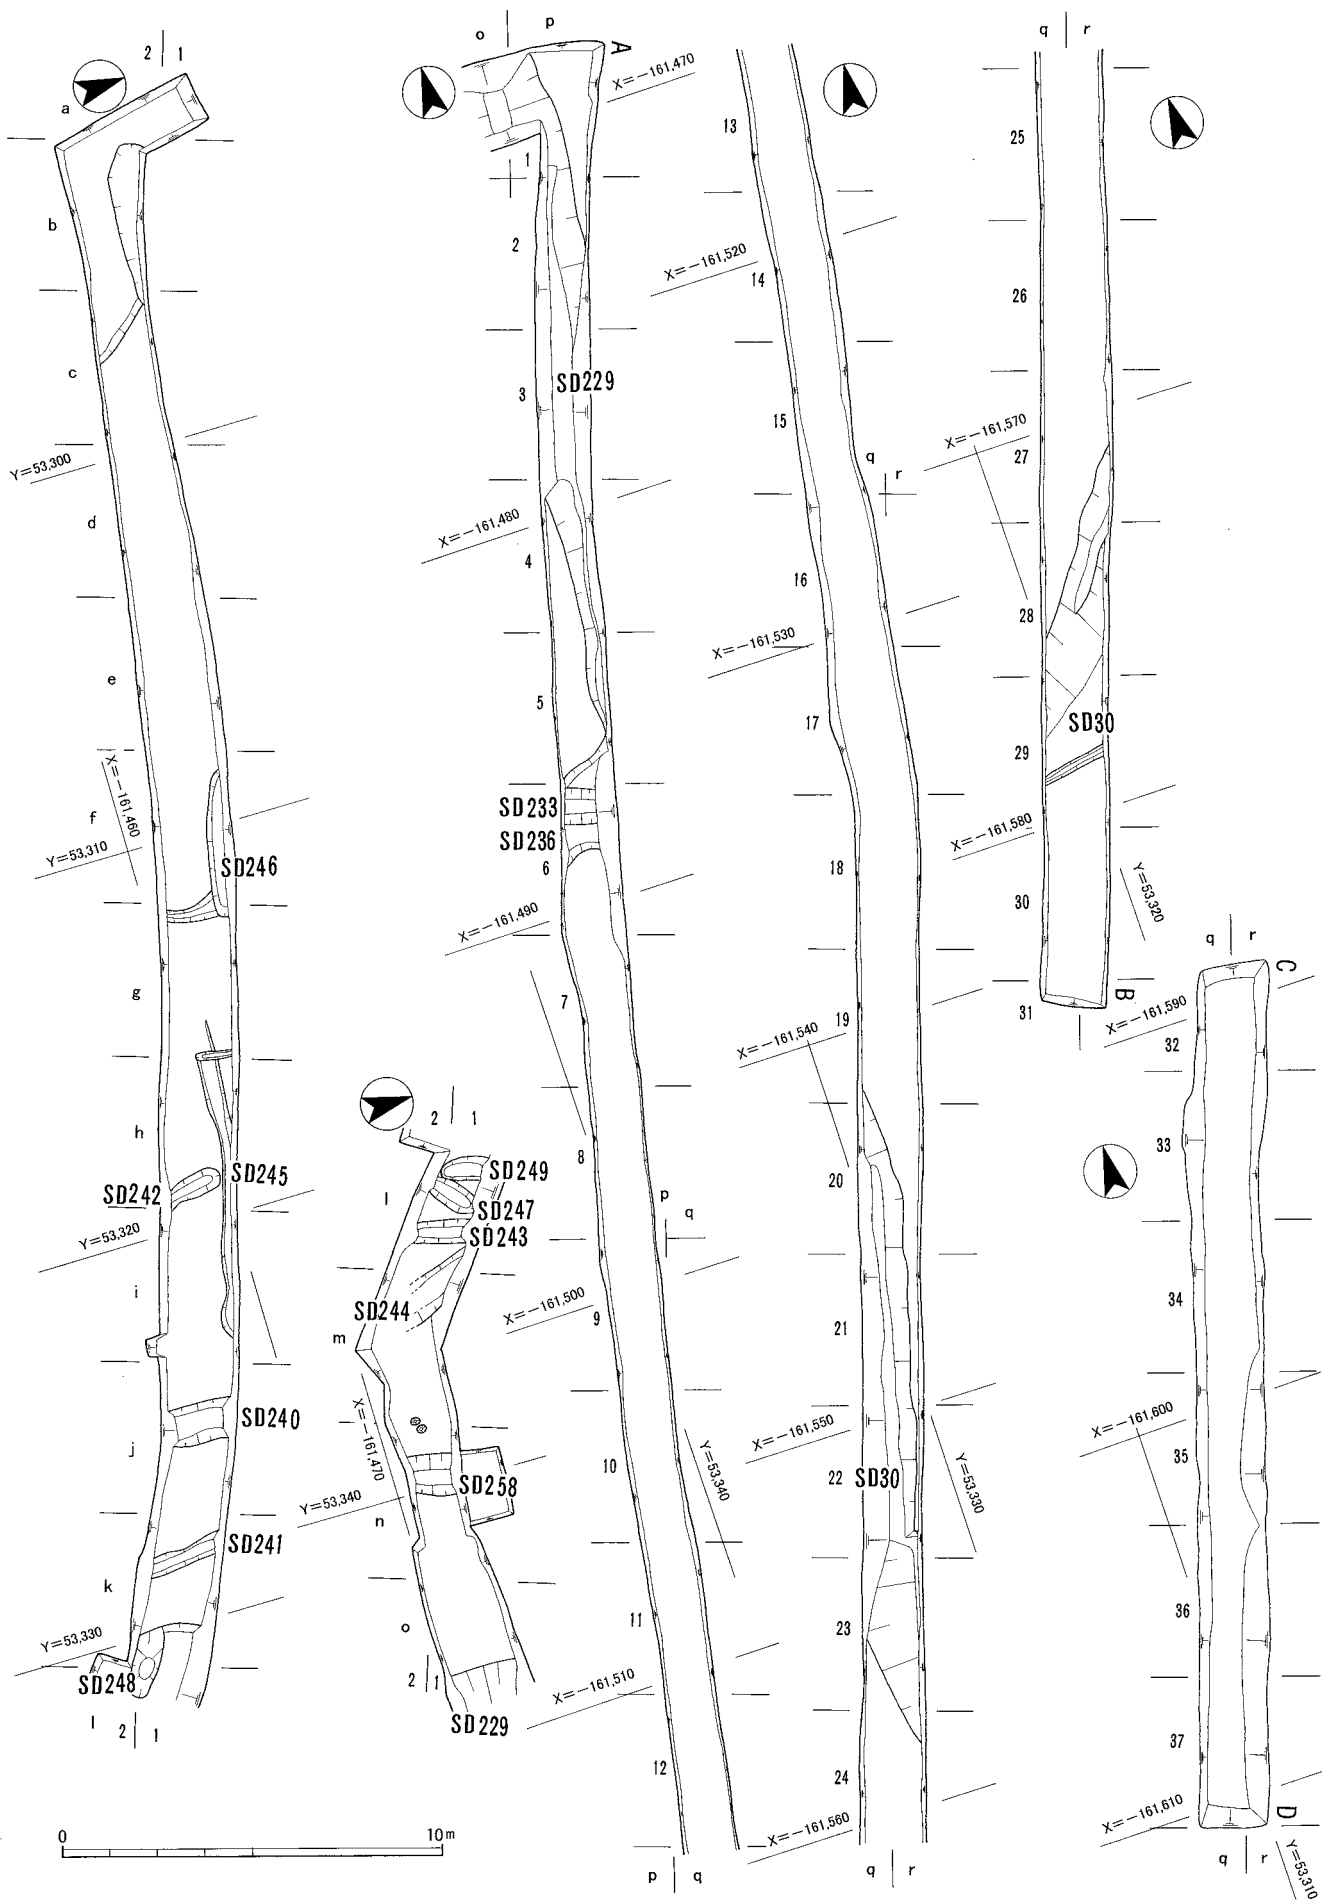 2 1
a
b
c
Y=53,300
d
e
X=-161,460
f
Y=53,310
SD246
g
h
SD245
SD242
Y=53,320
i
SD240
j
SD241
k
Y=53,330
SD248
l 2 1
0 10m
2 1
SD249
l
SD247
SD243
SD244
m
X=-161,470
SD258
Y=53,340
n
o
2 1
SD229
o p
A
X=-161,470
1
2
3
SD229
X=-161,480
4
5
SD233
SD236
6
X=-161,490
7
8
p q
X=-161,500
9
10
Y=53,340
11
X=-161,510
12
p q
13
X=-161,520
14
15
q r
16
X=-161,530
17
18
19
X=-161,540
20
21
X=-161,550
22
SD30
Y=53,330
23
24
X=-161,560
q r
q r
25
26
X=-161,570
27
28
SD30
29
X=-161,580
30
Y=53,320
31
B
q r
C
X=-161,590
32
33
34
X=-161,600
35
36
37
X=-161,610
D
q r
Y=53,310